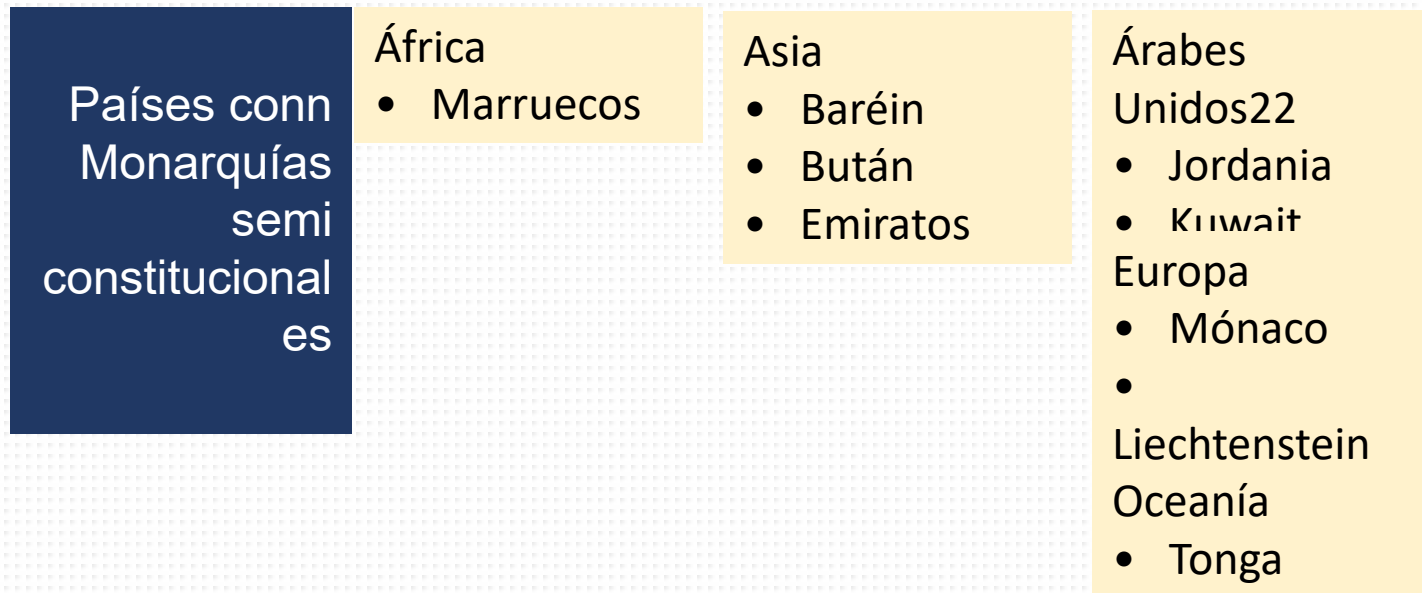 Países conn
Monarquías
semi
constitucional
es
África
• Marruecos
Asia
• Baréin
• Bután
• Emiratos
Árabes
Unidos22
• Jordania
• Kuwait
Europa
• Mónaco
•
Liechtenstein
Oceanía
• Tonga